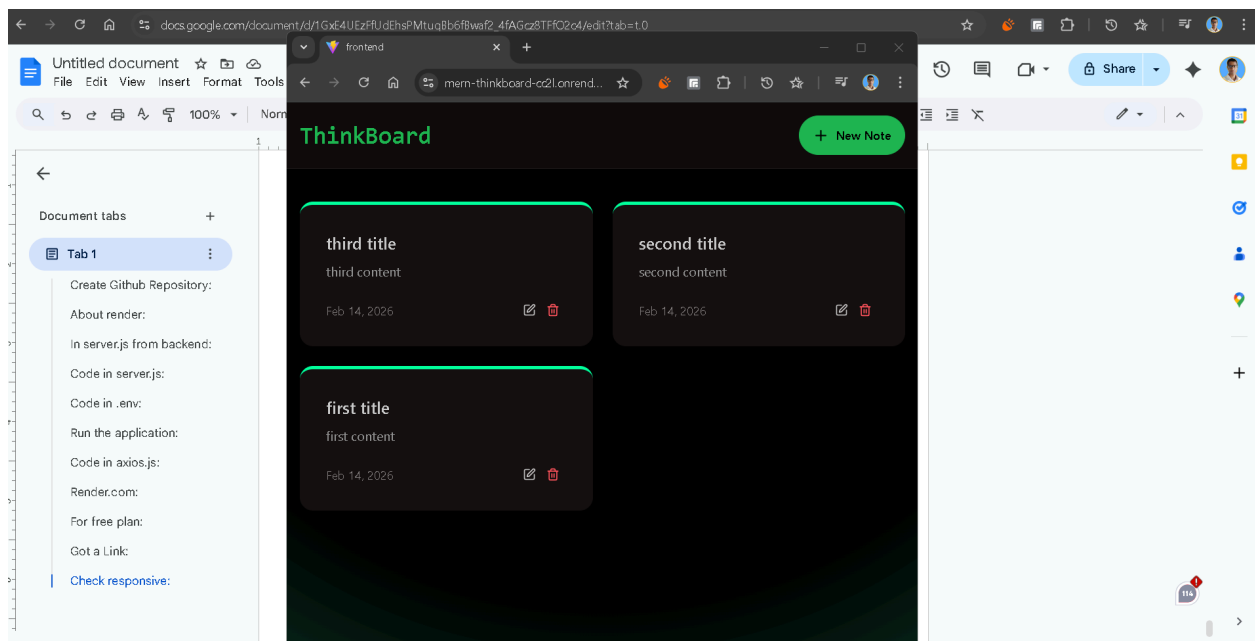 docs.google.com/document/d/1GxE4UEzFfUdEhsPMtuqBb6fBwaf2_4fAGcz8TFfO2c4/edit?tab=t.0
Untitled document
File Edit View Insert Format Tools
Share
100%
Norn
1
Document tabs
Tab 1
Create Github Repository:
About render:
In server.js from backend:
Code in server.js:
Code in .env:
Run the application:
Code in axios.js:
Render.com:
For free plan:
Got a Link:
Check responsive:
frontend
mern-thinkboard-cc2l.onrend...
ThinkBoard
New Note
third title
third content
Feb 14, 2026
second title
second content
Feb 14, 2026
first title
first content
Feb 14, 2026
31
114